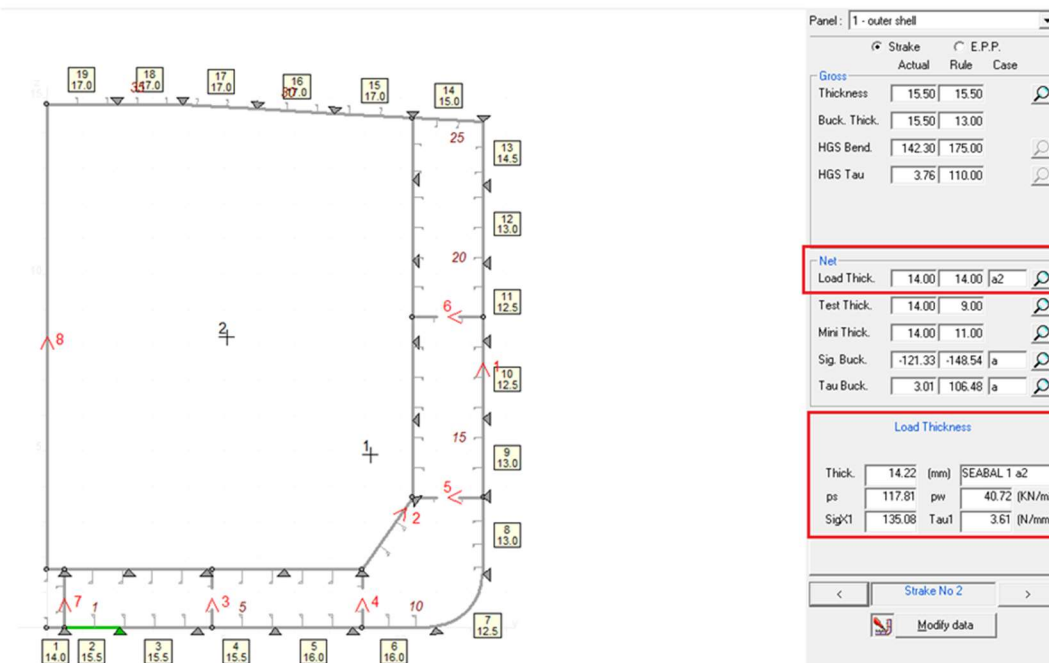 19 17.0
18 17.0
17 17.0
16 17.0
15 17.0
14 15.0
25
13 14.5
12 13.0
20
6
11 12.5
8
2
1
10 12.5
1
15
9 13.0
5
2
8 13.0
7
1
3
5
4
10
7 12.5
1 14.0
2 15.5
3 15.5
4 15.5
5 16.0
6 16.0
Panel : 1 - outer shell
Strake E.P.P.
Actual Rule Case
Gross
Thickness 15.50 15.50
Buck. Thick. 15.50 13.00
HGS Bend. 142.30 175.00
HGS Tau 3.76 110.00
Net
Load Thick. 14.00 14.00 a2
Test Thick. 14.00 9.00
Mini Thick. 14.00 11.00
Sig. Buck. -121.33 -148.54 a
Tau Buck. 3.01 106.48 a
Load Thickness
Thick. 14.22 (mm) SEABAL 1 a2
ps 117.81 pw 40.72 (KN/m
SigX1 135.08 Tau1 3.61 (N/mm
< Strake No 2 >
Modify data